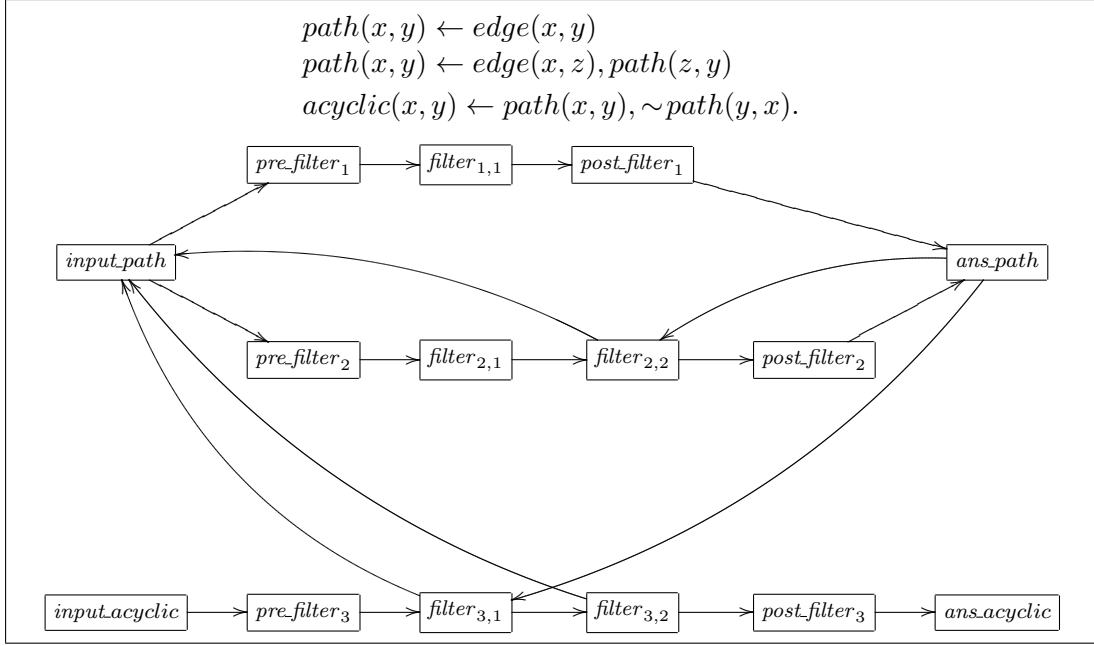 path(x, y) ← edge(x, y)
path(x, y) ← edge(x, z), path(z, y)
acyclic(x, y) ← path(x, y), ∼path(y, x).
pre_filter₁ filter₁,₁ post_filter₁
input_path ans_path
pre_filter₂ filter₂,₁ filter₂,₂ post_filter₂
input_acyclic pre_filter₃ filter₃,₁ filter₃,₂ post_filter₃ ans_acyclic